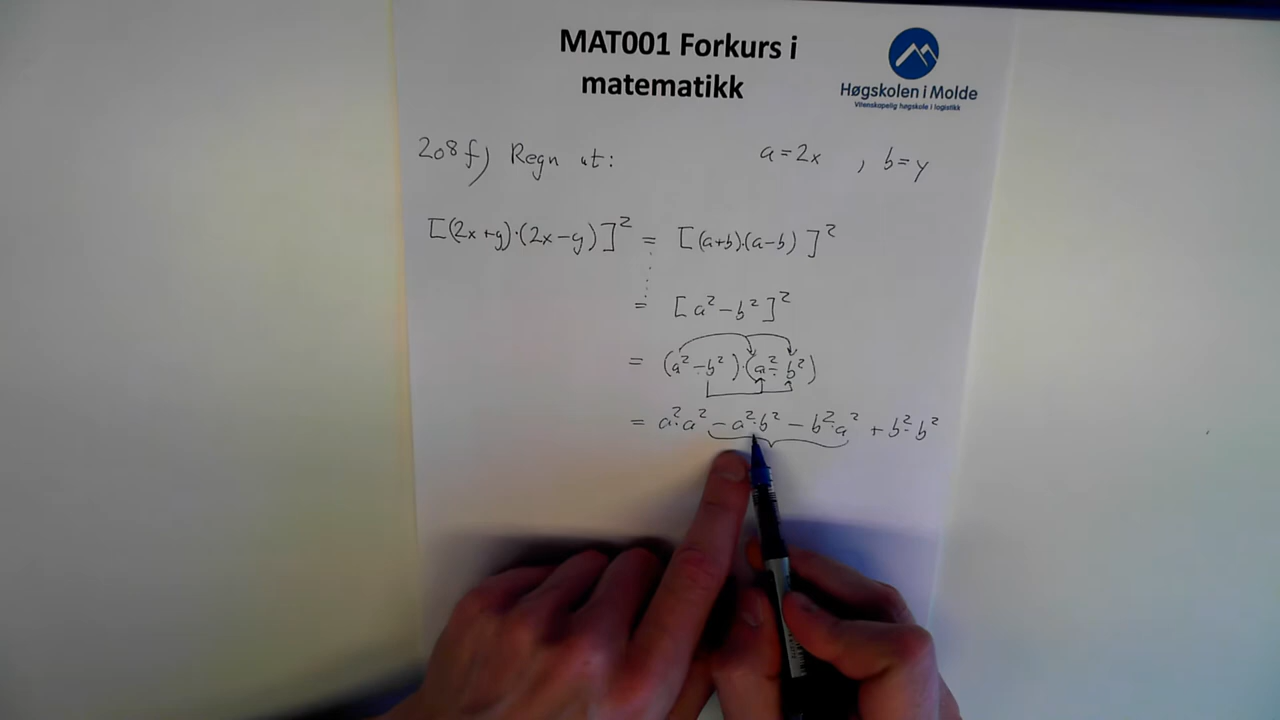 MAT001 Forkurs i
matematikk
Høgskolen i Molde
Vitenskapelig høgskole i logistikk
208f) Regn ut: a=2x , b=y
[(2x+y)·(2x-y)]² = [(a+b)·(a-b)]²
= [a²-b²]²
= (a²-b²)·(a²-b²)
= a²·a² - a²·b² - b²·a² + b²·b²